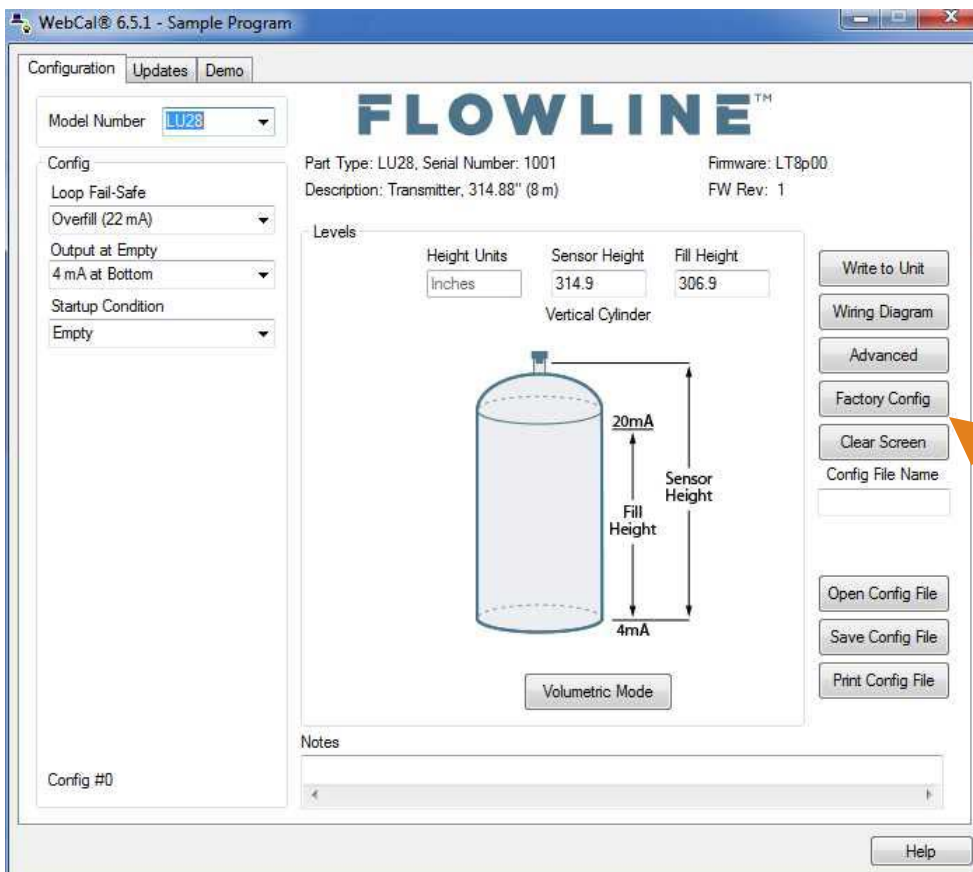 WebCal® 6.5.1 - Sample Program
Configuration Updates Demo
Model Number LU28
FLOWLINE™
Config
Loop Fail-Safe
Overfill (22 mA)
Output at Empty
4 mA at Bottom
Startup Condition
Empty
Config #0
Part Type: LU28, Serial Number: 1001 Firmware: LT8p00
Description: Transmitter, 314.88" (8 m) FW Rev: 1
Levels
Height Units Sensor Height Fill Height
Inches 314.9 306.9
Vertical Cylinder
20mA
Sensor
Height
Fill
Height
4mA
Volumetric Mode
Write to Unit
Wiring Diagram
Advanced
Factory Config
Clear Screen
Config File Name
Open Config File
Save Config File
Print Config File
Notes
Help